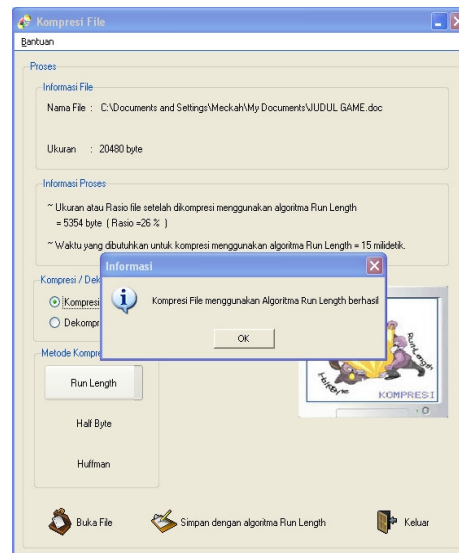 Kompresi File
Bantuan
Proses
Informasi File
Nama File : C:\Documents and Settings\Meckah\My Documents\JUDUL GAME.doc
Ukuran : 20480 byte
Informasi Proses
~ Ukuran atau Rasio file setelah dikompresi menggunakan algoritma Run Length
= 5354 byte ( Rasio =26 % )
~ Waktu yang dibutuhkan untuk kompresi menggunakan algoritma Run Length = 15 milidetik.
Kompresi / Dek
Informasi
Kompresi
Kompresi File menggunakan Algoritma Run Length berhasil
Dekompr
OK
Metode Kompre
Run Length
Half Byte
Huffman
RunLength
HalfByte
KOMPRESI
Buka File
Simpan dengan algoritma Run Length
Keluar